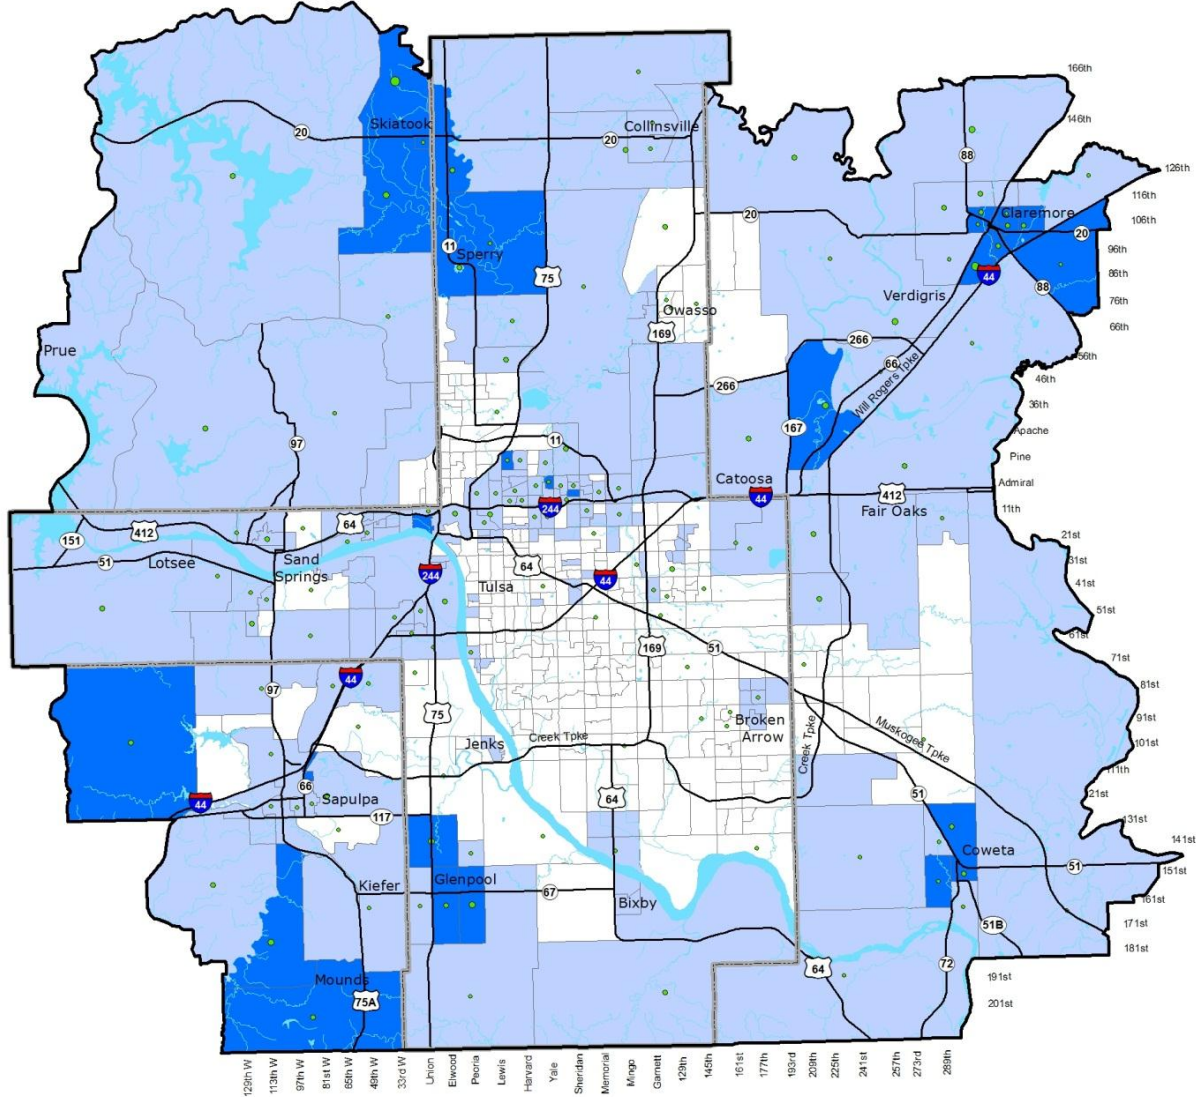 166th
146th
Skiatook
20
Collinsville
20
88
126th
116th
Claremore
106th
20
20
11
Sperry
75
96th
86th
44
88
76th
Verdigris
66th
Owasso
169
266
56th
Prue
66
46th
Will Rogers Tpke
266
36th
167
Apache
97
11
Pine
Catoosa
Admiral
44
412
244
Fair Oaks
11th
64
412
151
21st
51
Lotsee
Sand
Springs
64
31st
244
44
41st
Tulsa
51st
61st
169
51
71st
44
81st
97
75
91st
Broken
Arrow
Muskogee Tpke
Jenks
Creek Tpke
Creek Tpke
101st
111th
66
64
51
21st
44
Sapulpa
117
131st
141st
Coweta
51
151st
Glenpool
Kiefer
67
161st
Bixby
171st
51B
181st
72
64
Mounds
191st
75A
201st
129th W
113th W
97th W
81st W
65th W
49th W
33rd W
Union
Elwood
Peoria
Lewis
Harvard
Yale
Sheridan
Memorial
Mingo
Garnett
129th
145th
161st
177th
193rd
209th
225th
241st
257th
273rd
289th